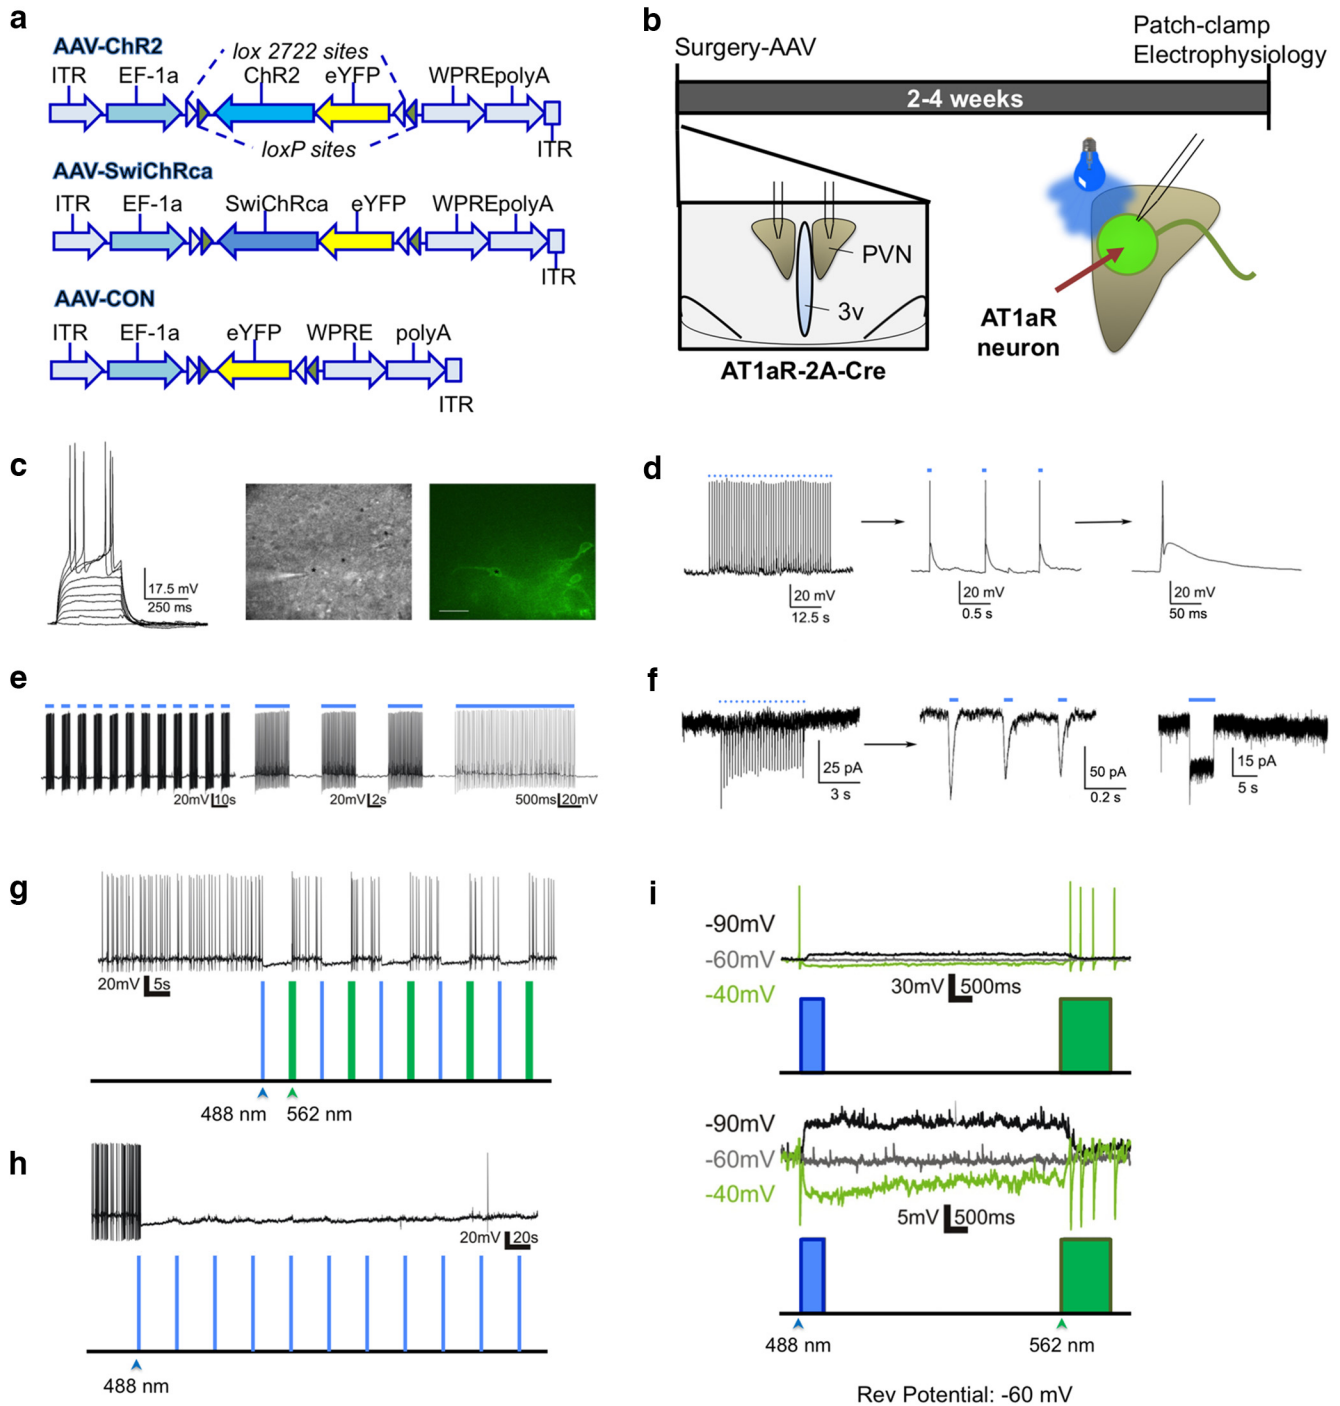 a
AAV-ChR2
lox 2722 sites
ITR EF-1a ChR2 eYFP WPREpolyA
loxP sites
ITR
AAV-SwiChRca
ITR EF-1a SwiChRca eYFP WPREpolyA
ITR
AAV-CON
ITR EF-1a eYFP WPRE polyA
ITR
b
Surgery-AAV
Patch-clamp
Electrophysiology
2-4 weeks
PVN
3v
AT1aR-2A-Cre
AT1aR
neuron
c
17.5 mV
250 ms
d
20 mV
12.5 s
20 mV
0.5 s
20 mV
50 ms
e
20mV 10s
20mV 2s
500ms 20mV
f
25 pA
3 s
50 pA
0.2 s
15 pA
5 s
g
20mV 5s
488 nm 562 nm
h
20mV 20s
488 nm
i
-90mV
-60mV
-40mV
30mV 500ms
-90mV
-60mV
-40mV
5mV 500ms
488 nm 562 nm
Rev Potential: -60 mV